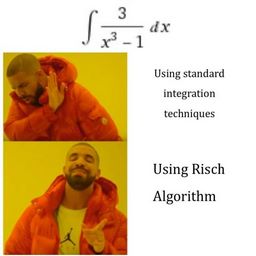 ∫ 3/(x³ − 1) dx
Using standard
integration
techniques
Using Risch
Algorithm